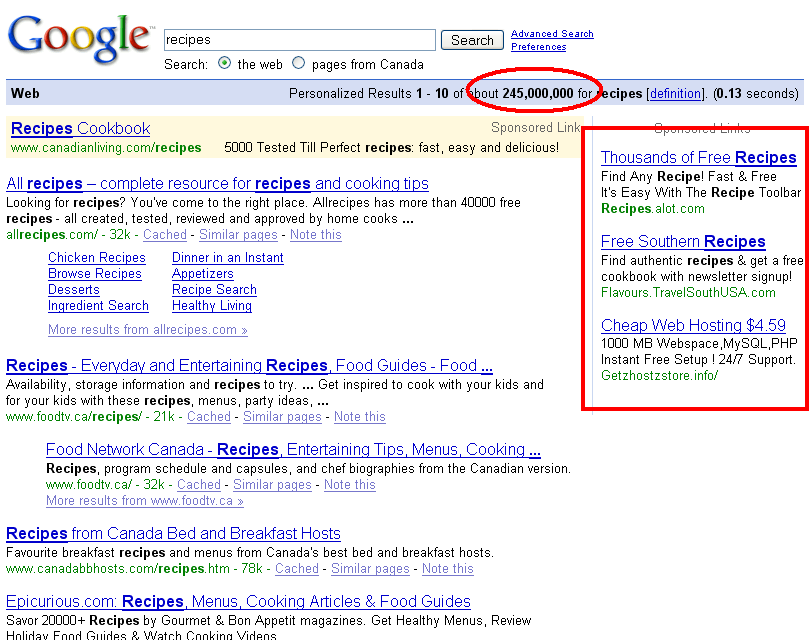 Google™
recipes Search Advanced Search
Preferences
Search: the web pages from Canada
Web Personalized Results 1 - 10 of about 245,000,000 for recipes [definition]. (0.13 seconds)
Recipes Cookbook Sponsored Link
www.canadianliving.com/recipes 5000 Tested Till Perfect recipes: fast, easy and delicious!
All recipes – complete resource for recipes and cooking tips
Looking for recipes? You've come to the right place. Allrecipes has more than 40000 free
recipes - all created, tested, reviewed and approved by home cooks ...
allrecipes.com/ - 32k - Cached - Similar pages - Note this
Chicken Recipes Dinner in an Instant
Browse Recipes Appetizers
Desserts Recipe Search
Ingredient Search Healthy Living
More results from allrecipes.com »
Recipes - Everyday and Entertaining Recipes, Food Guides - Food ...
Availability, storage information and recipes to try. ... Get inspired to cook with your kids and
for your kids with these recipes, menus, party ideas, ...
www.foodtv.ca/recipes/ - 21k - Cached - Similar pages - Note this
Food Network Canada - Recipes, Entertaining Tips, Menus, Cooking ...
Recipes, program schedule and capsules, and chef biographies from the Canadian version.
www.foodtv.ca/ - 32k - Cached - Similar pages - Note this
More results from www.foodtv.ca »
Recipes from Canada Bed and Breakfast Hosts
Favourite breakfast recipes and menus from Canada's best bed and breakfast hosts.
www.canadabbhosts.com/recipes.htm - 78k - Cached - Similar pages - Note this
Epicurious.com: Recipes, Menus, Cooking Articles & Food Guides
Savor 20000+ Recipes by Gourmet & Bon Appetit magazines. Get Healthy Menus, Review
Holiday Food Guides & Watch Cooking Videos
Sponsored Links
Thousands of Free Recipes
Find Any Recipe! Fast & Free
It's Easy With The Recipe Toolbar
Recipes.alot.com
Free Southern Recipes
Find authentic recipes & get a free
cookbook with newsletter signup!
Flavours.TravelSouthUSA.com
Cheap Web Hosting $4.59
1000 MB Webspace,MySQL,PHP
Instant Free Setup ! 24/7 Support.
Getzhostzstore.info/